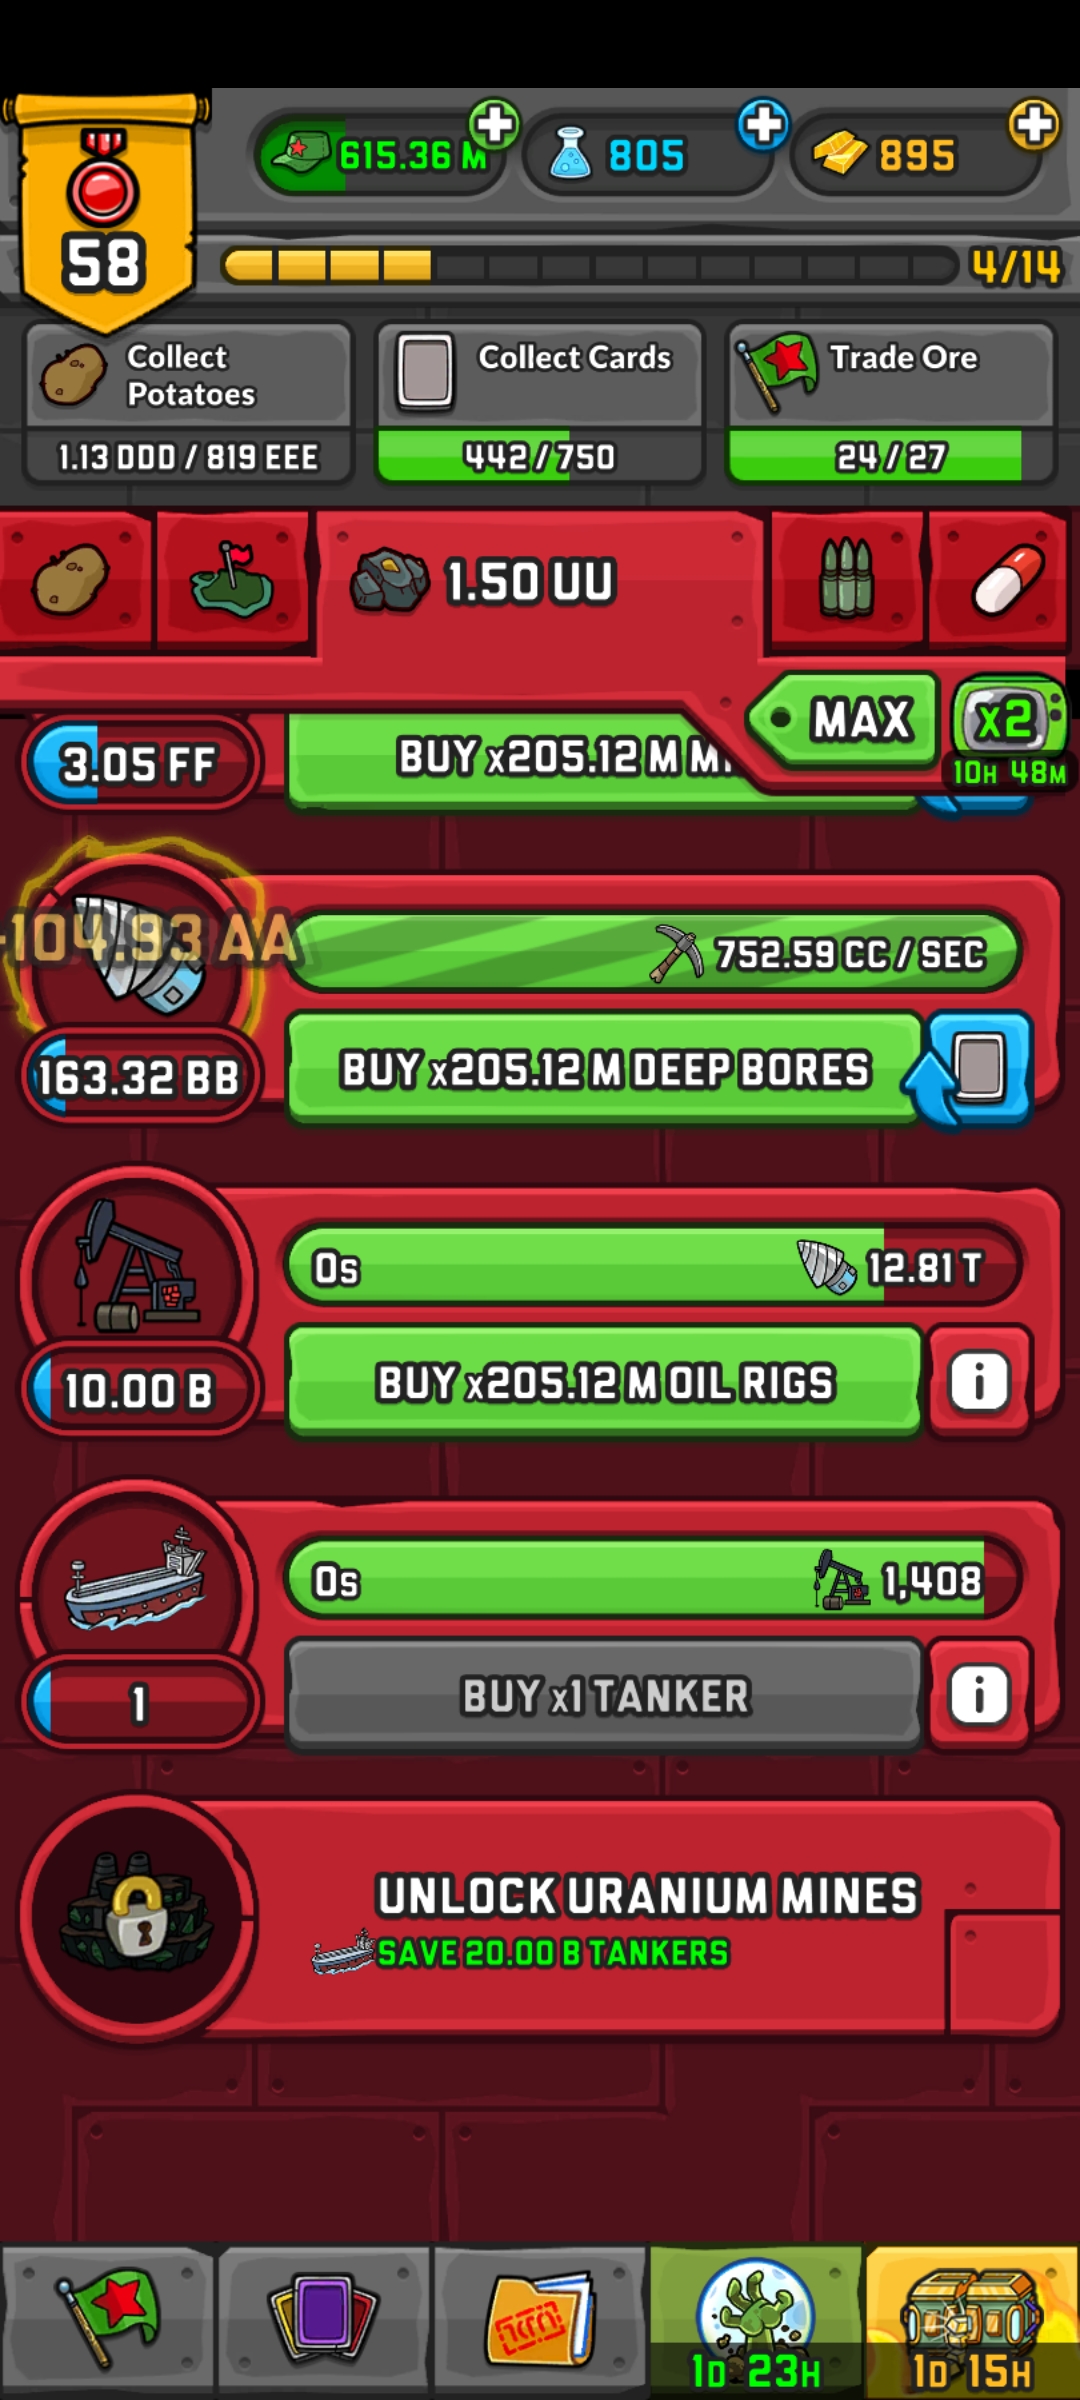 615.36 M
805
895
58
4/14
Collect Potatoes
1.13 DDD / 819 EEE
Collect Cards
442/750
Trade Ore
24/27
1.50 UU
MAX
x2
10H 48M
3.05 FF
BUY x205.12 M
-104.93 AA
752.59 CC / SEC
163.32 BB
BUY x205.12 M DEEP BORES
0s
12.81 T
10.00 B
BUY x205.12 M OIL RIGS
i
0s
1,408
1
BUY x1 TANKER
i
UNLOCK URANIUM MINES
SAVE 20.00 B TANKERS
1D 23H
1D 15H